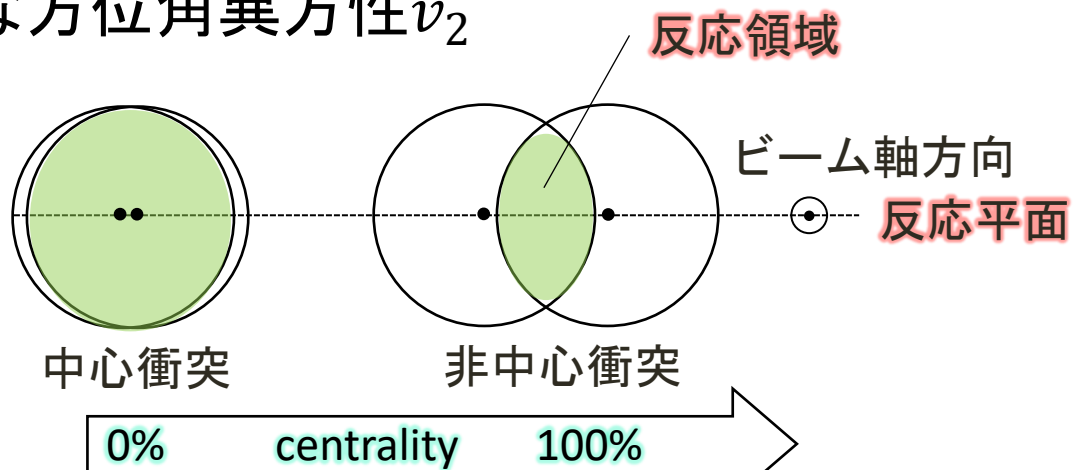 な方位角異方性v₂
反応領域
ビーム軸方向
反応平面
中心衝突
非中心衝突
0% centrality 100%